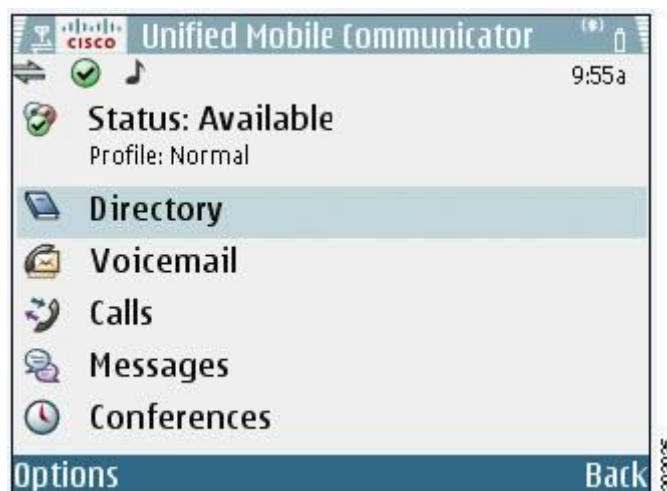 cisco Unified Mobile Communicator
9:55a
Status: Available
Profile: Normal
Directory
Voicemail
Calls
Messages
Conferences
Options Back